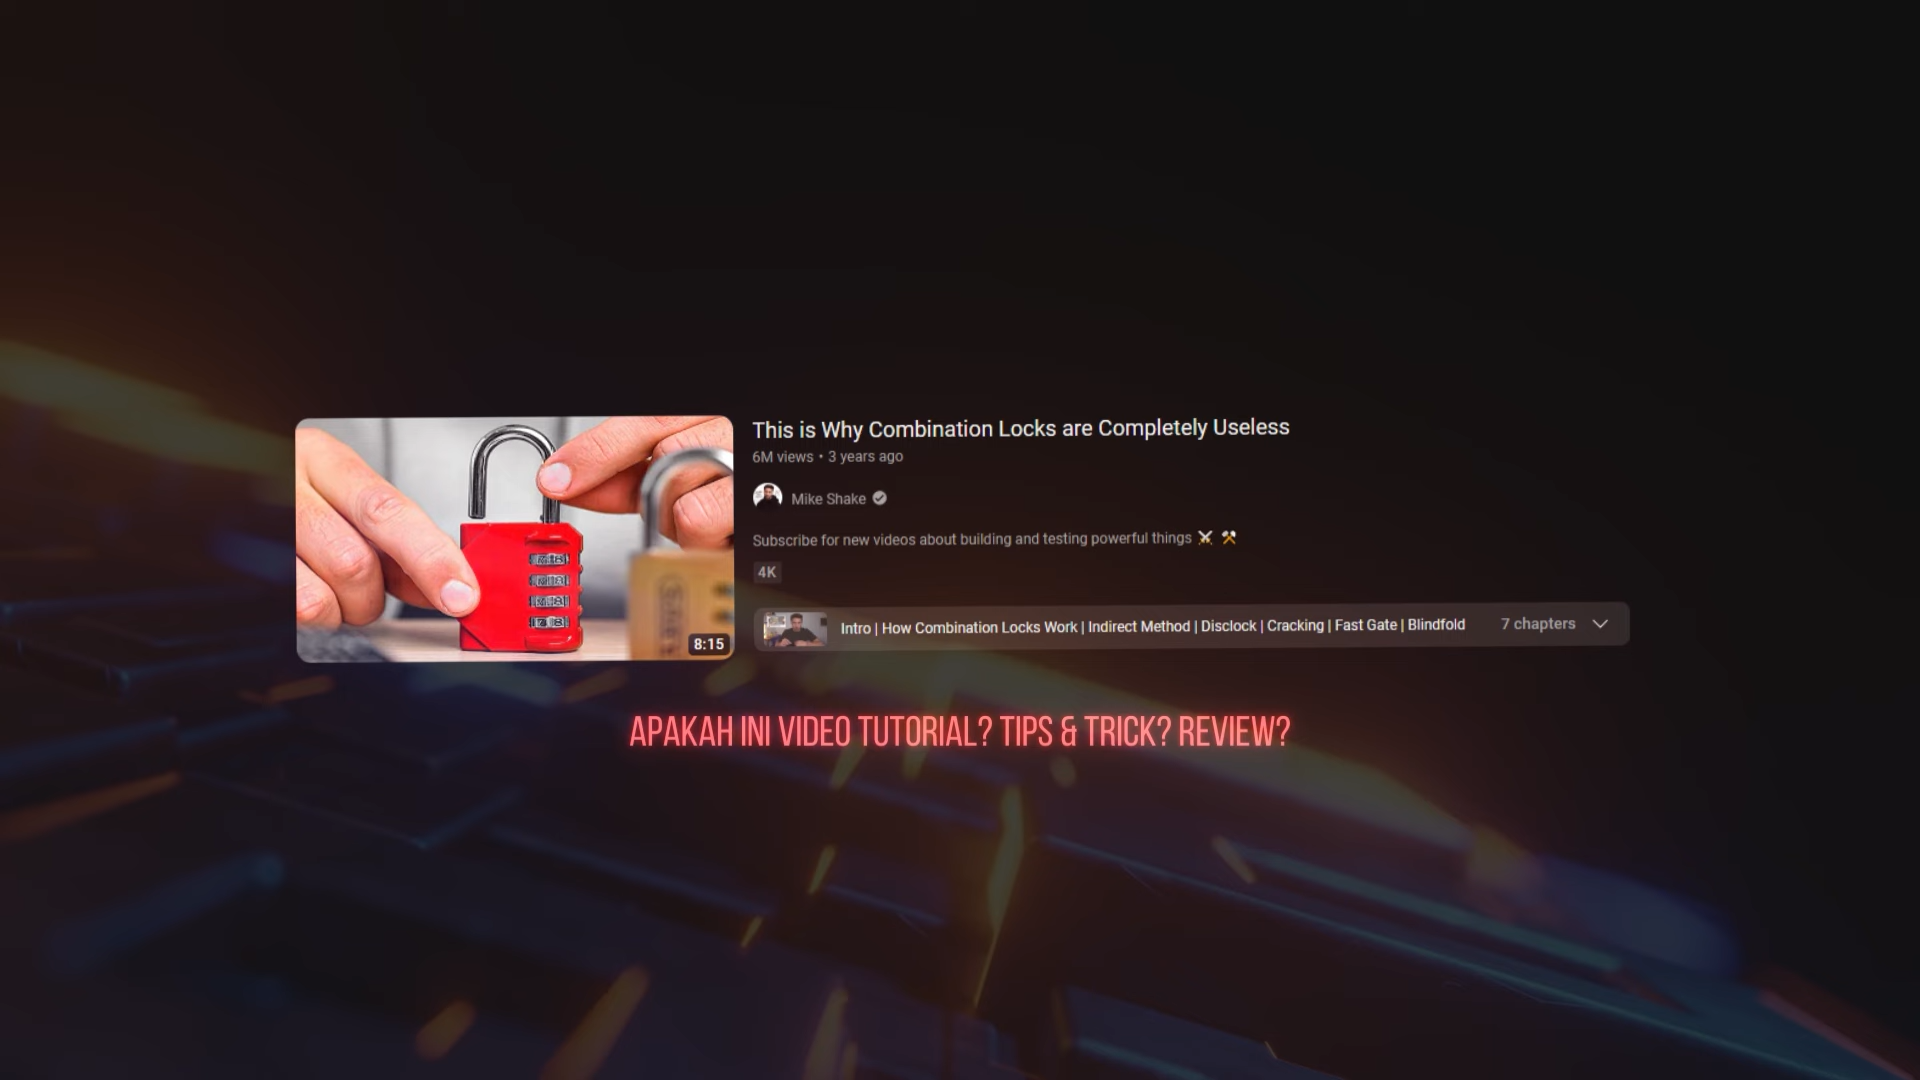 This is Why Combination Locks are Completely Useless
6M views • 3 years ago
Mike Shake
Subscribe for new videos about building and testing powerful things
4K
Intro | How Combination Locks Work | Indirect Method | Disclock | Cracking | Fast Gate | Blindfold
7 chapters
8:15
APAKAH INI VIDEO TUTORIAL? TIPS & TRICK? REVIEW?